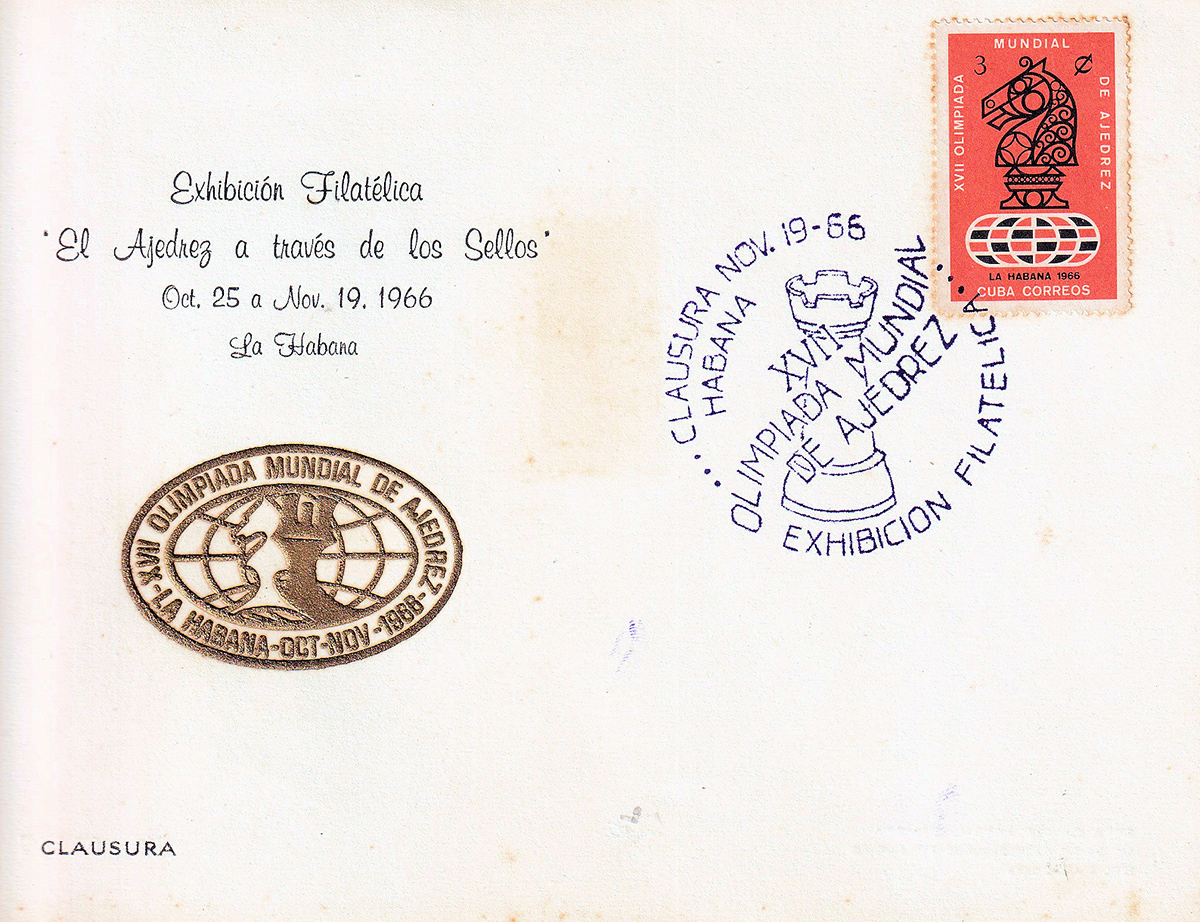 Exhibición Filatélica
"El Ajedrez a través de los Sellos"
Oct. 25 a Nov. 19. 1966
La Habana
XVII OLIMPIADA MUNDIAL DE AJEDREZ
-LA HABANA-OCT-NOV-1966-
CLAUSURA
...CLAUSURA NOV. 19-66
HABANA
XVII
OLIMPIADA MUNDIAL...
DE AJEDREZ
EXHIBICION FILATELICA...
XVII OLIMPIADA
MUNDIAL
DE AJEDREZ
3 ¢
LA HABANA 1966
CUBA CORREOS